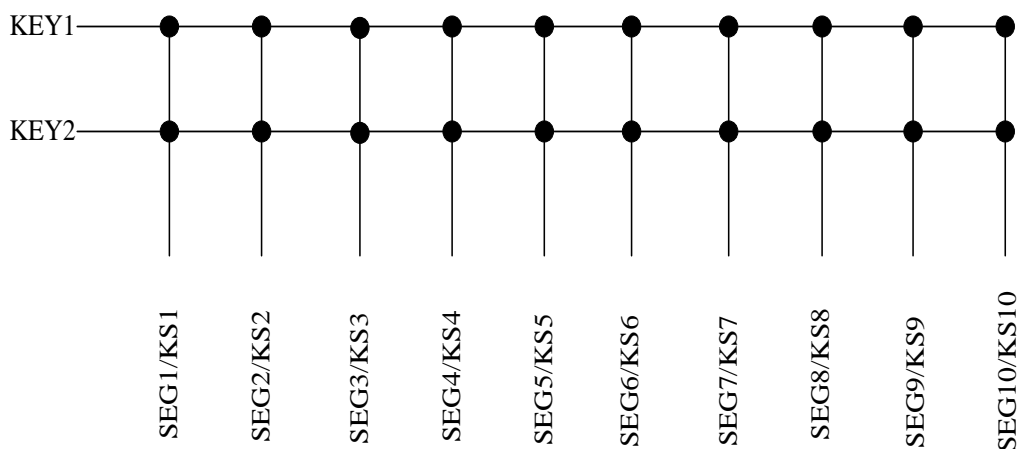 KEY1
KEY2
SEG1/KS1
SEG2/KS2
SEG3/KS3
SEG4/KS4
SEG5/KS5
SEG6/KS6
SEG7/KS7
SEG8/KS8
SEG9/KS9
SEG10/KS10